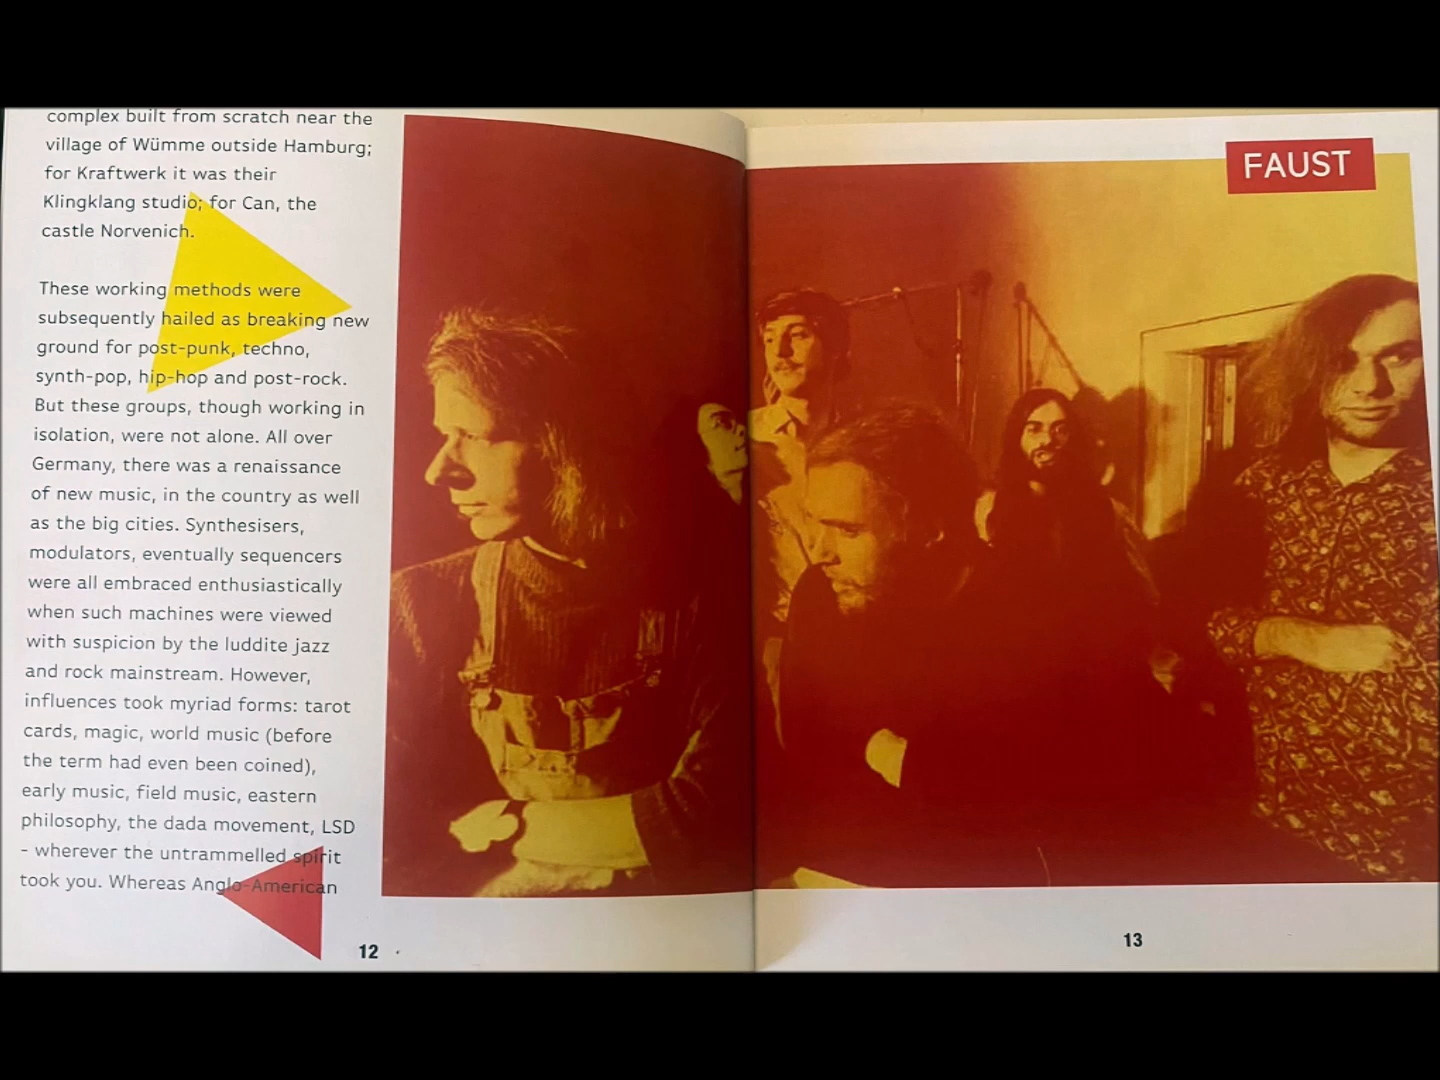 complex built from scratch near the
village of Wümme outside Hamburg;
for Kraftwerk it was their
Klingklang studio; for Can, the
castle Norvenich.
These working methods were
subsequently hailed as breaking new
ground for post-punk, techno,
synth-pop, hip-hop and post-rock.
But these groups, though working in
isolation, were not alone. All over
Germany, there was a renaissance
of new music, in the country as well
as the big cities. Synthesisers,
modulators, eventually sequencers
were all embraced enthusiastically
when such machines were viewed
with suspicion by the luddite jazz
and rock mainstream. However,
influences took myriad forms: tarot
cards, magic, world music (before
the term had even been coined),
early music, field music, eastern
philosophy, the dada movement, LSD
- wherever the untrammelled spirit
took you. Whereas Anglo-American
12
FAUST
13